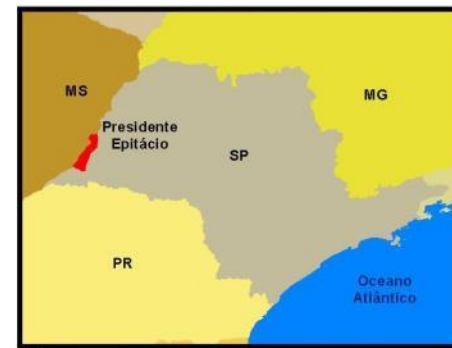 MS
MG
Presidente
Epitácio
SP
PR
Oceano
Atlântico